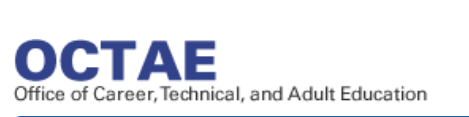 OCTAE
Office of Career, Technical, and Adult Education